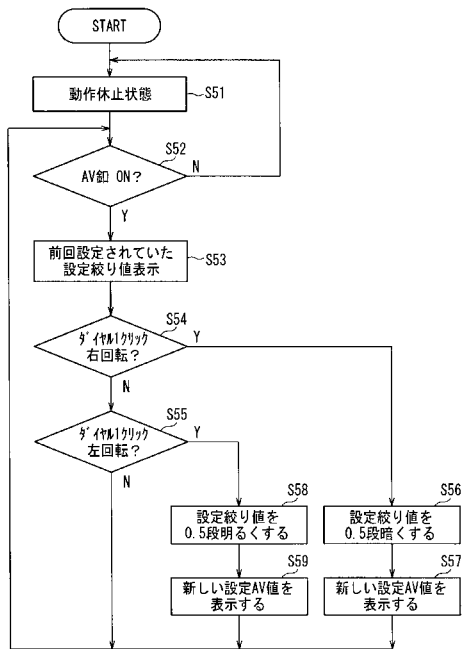 START
動作休止状態
S51
S52
AV釦 ON?
N
Y
前回設定されていた
設定絞り値表示
S53
S54
ﾀﾞｲﾔﾙ1ｸﾘｯｸ
右回転?
Y
N
S55
ﾀﾞｲﾔﾙ1ｸﾘｯｸ
左回転?
Y
N
S58
設定絞り値を
0.5段明るくする
S56
設定絞り値を
0.5段暗くする
S59
新しい設定AV値を
表示する
S57
新しい設定AV値を
表示する